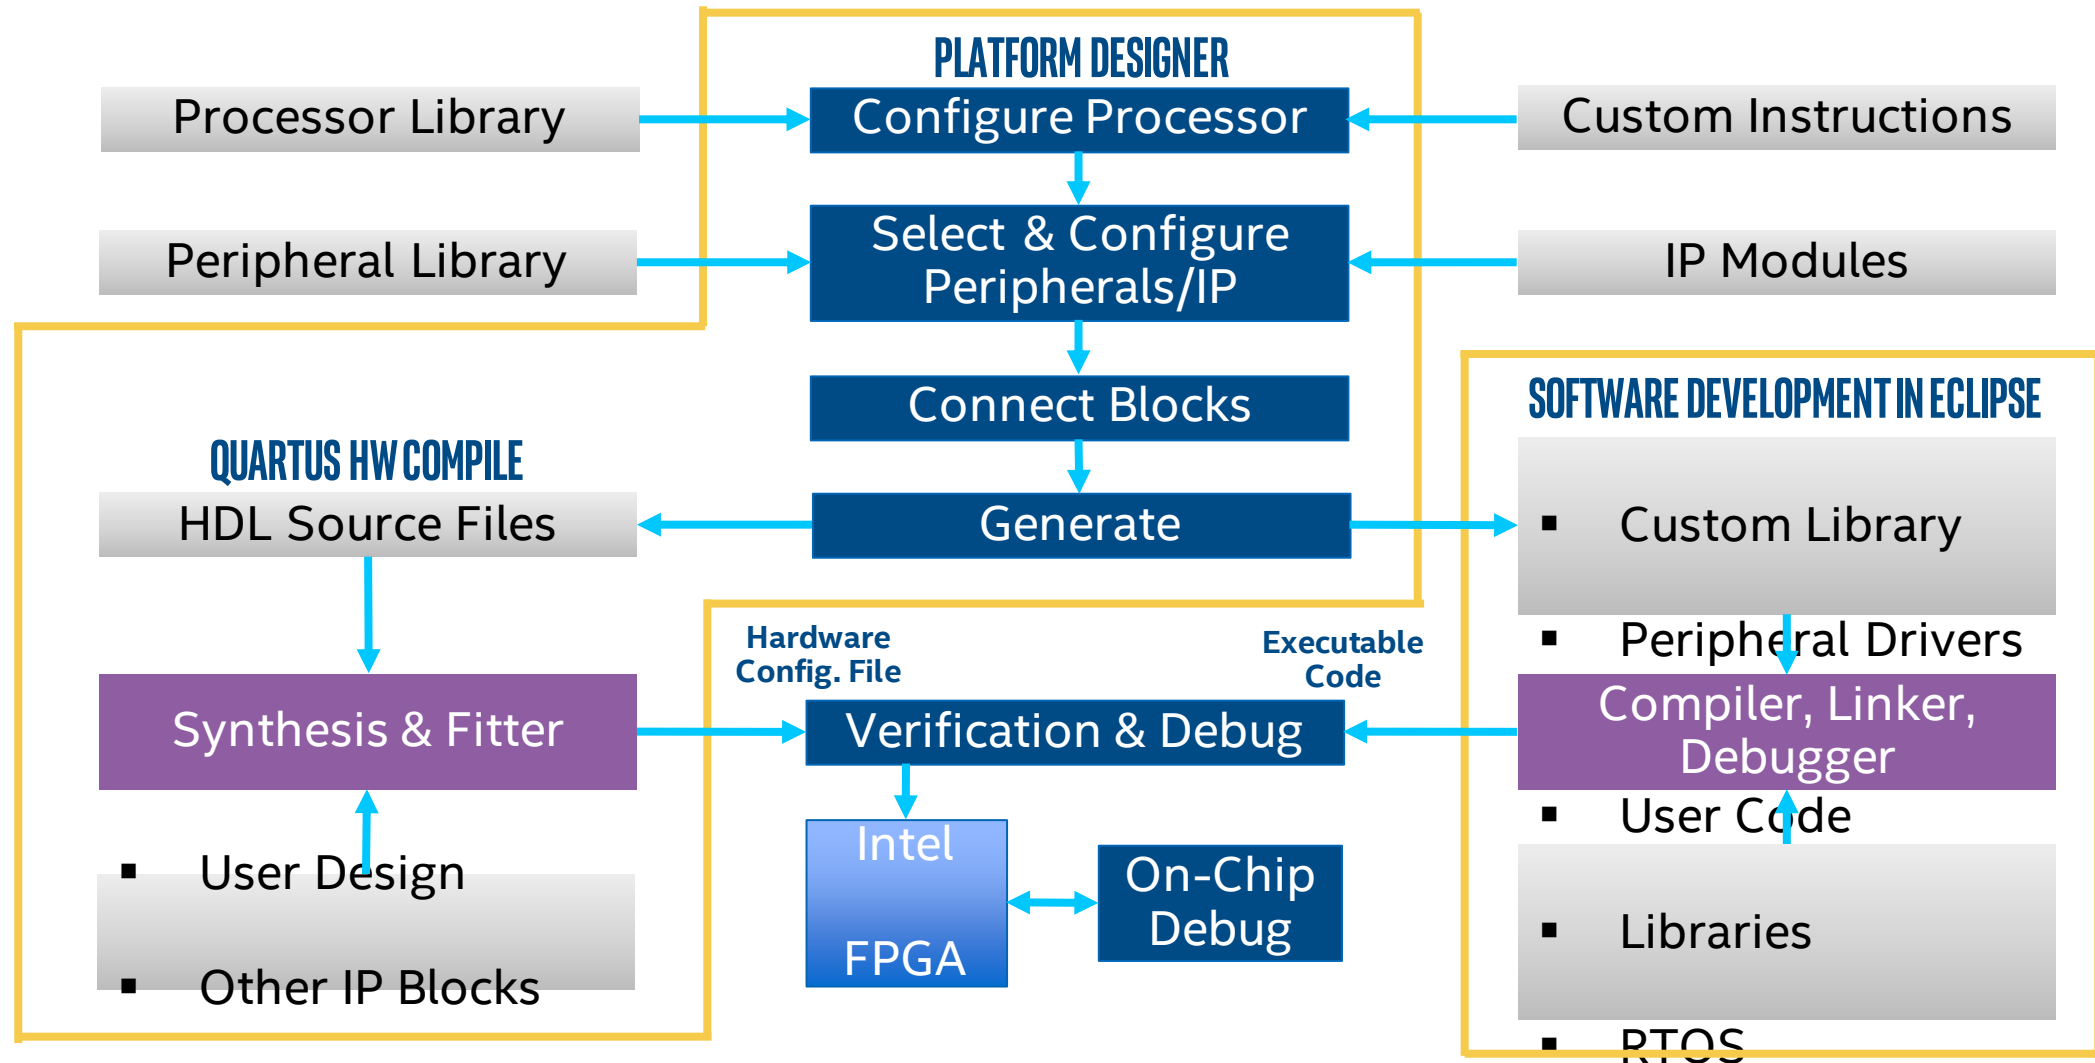 PLATFORM DESIGNER
Processor Library
Configure Processor
Custom Instructions
Peripheral Library
Select & Configure
Peripherals/IP
IP Modules
Connect Blocks
SOFTWARE DEVELOPMENT IN ECLIPSE
QUARTUS HW COMPILE
HDL Source Files
Generate
▪ Custom Library
▪ Peripheral Drivers
Hardware
Config. File
Executable
Code
Synthesis & Fitter
Verification & Debug
Compiler, Linker,
Debugger
▪ User Code
▪ User Design
▪ Other IP Blocks
Intel
FPGA
On-Chip
Debug
▪ Libraries
▪ RTOS